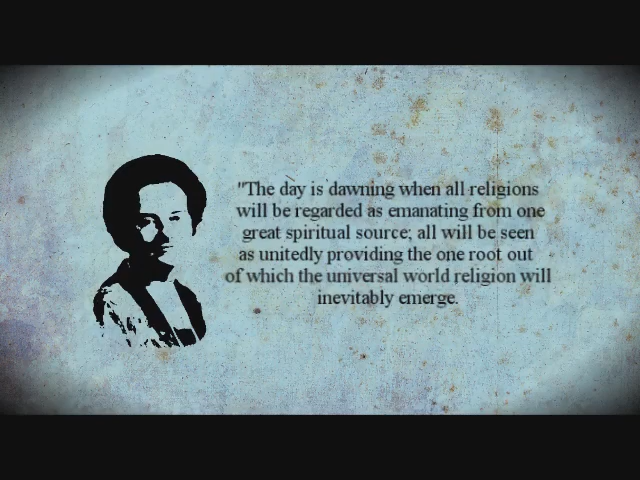 "The day is dawning when all religions
will be regarded as emanating from one
great spiritual source; all will be seen
as unitedly providing the one root out
of which the universal world religion will
inevitably emerge.